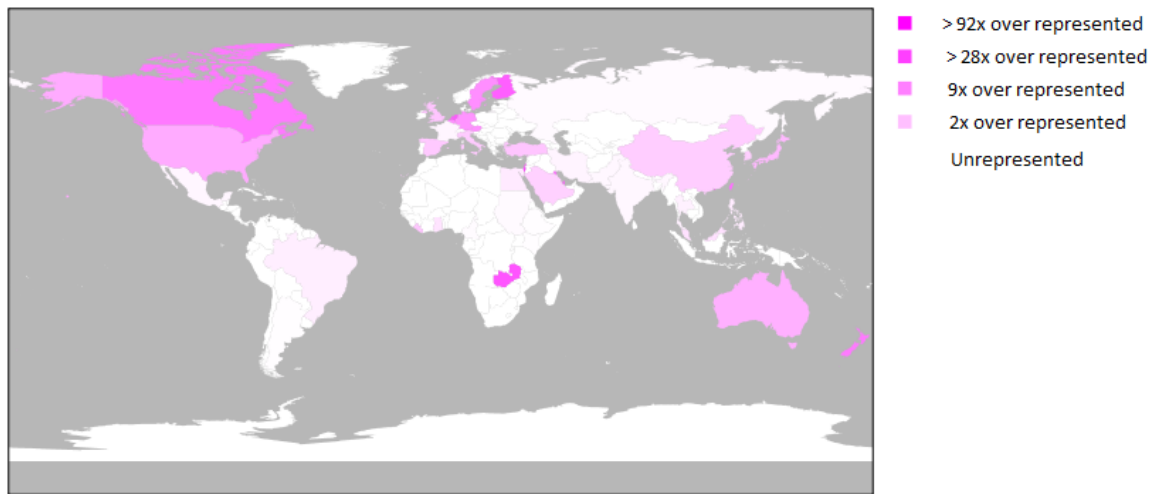 > 92x over represented
> 28x over represented
9x over represented
2x over represented
Unrepresented